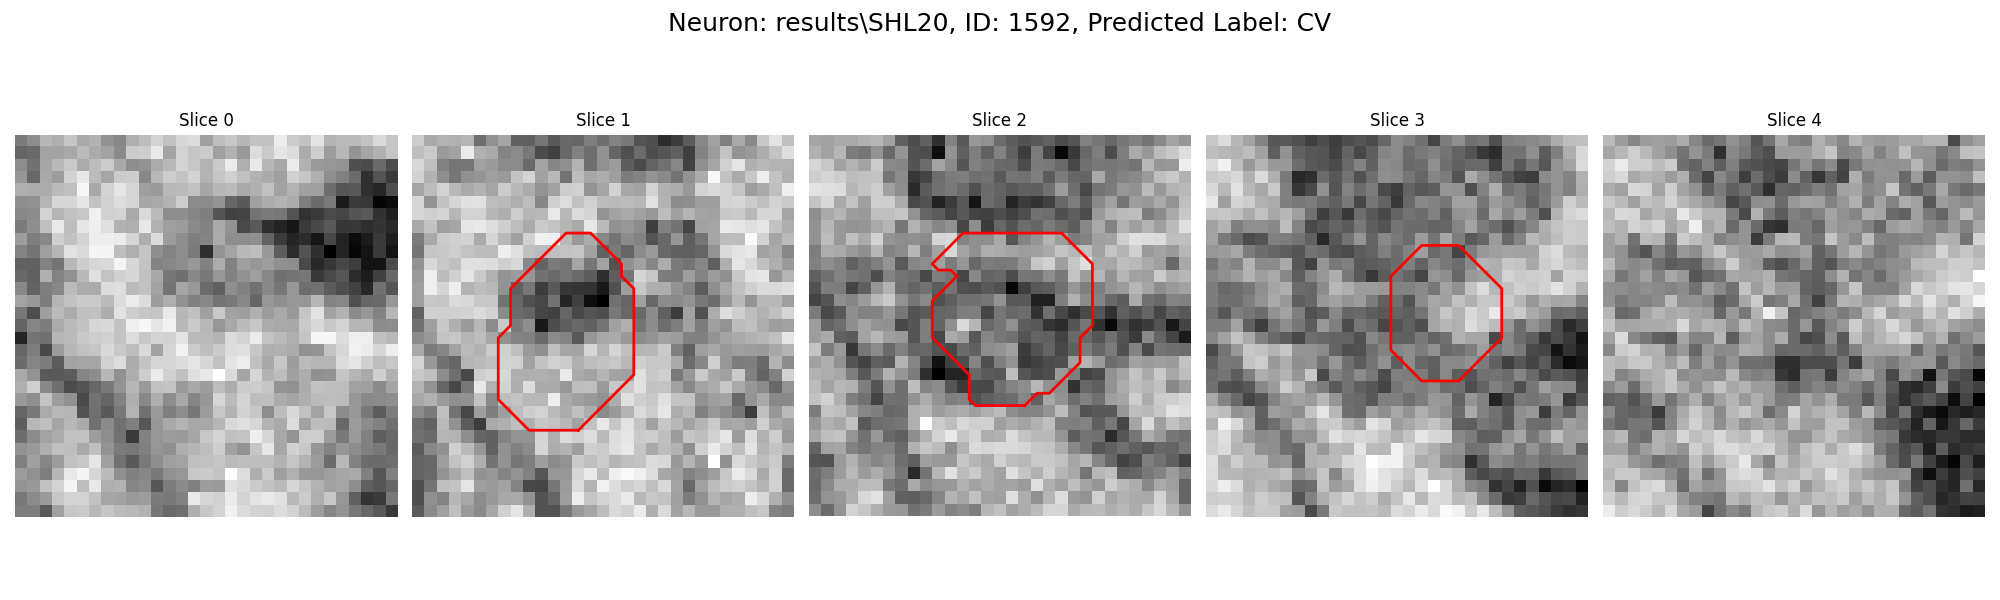 Neuron: results\SHL20, ID: 1592, Predicted Label: CV
Slice 0
Slice 1
Slice 2
Slice 3
Slice 4